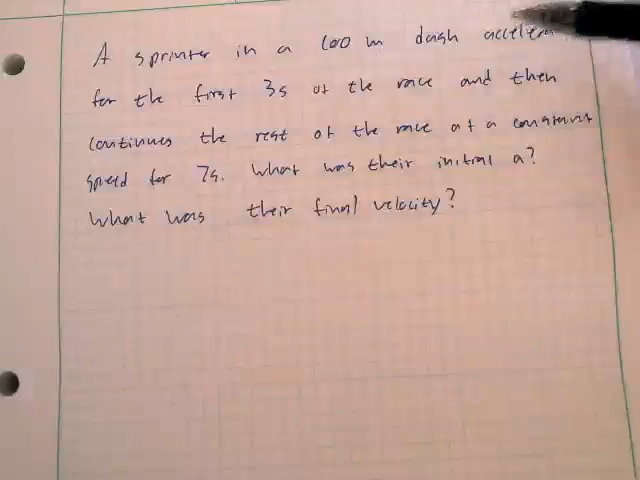 A sprinter in a 100 m dash
for the first 3s of the race and then
continues the rest of the race at a constant
speed for 7s. What was their initial a?
What was their final velocity?